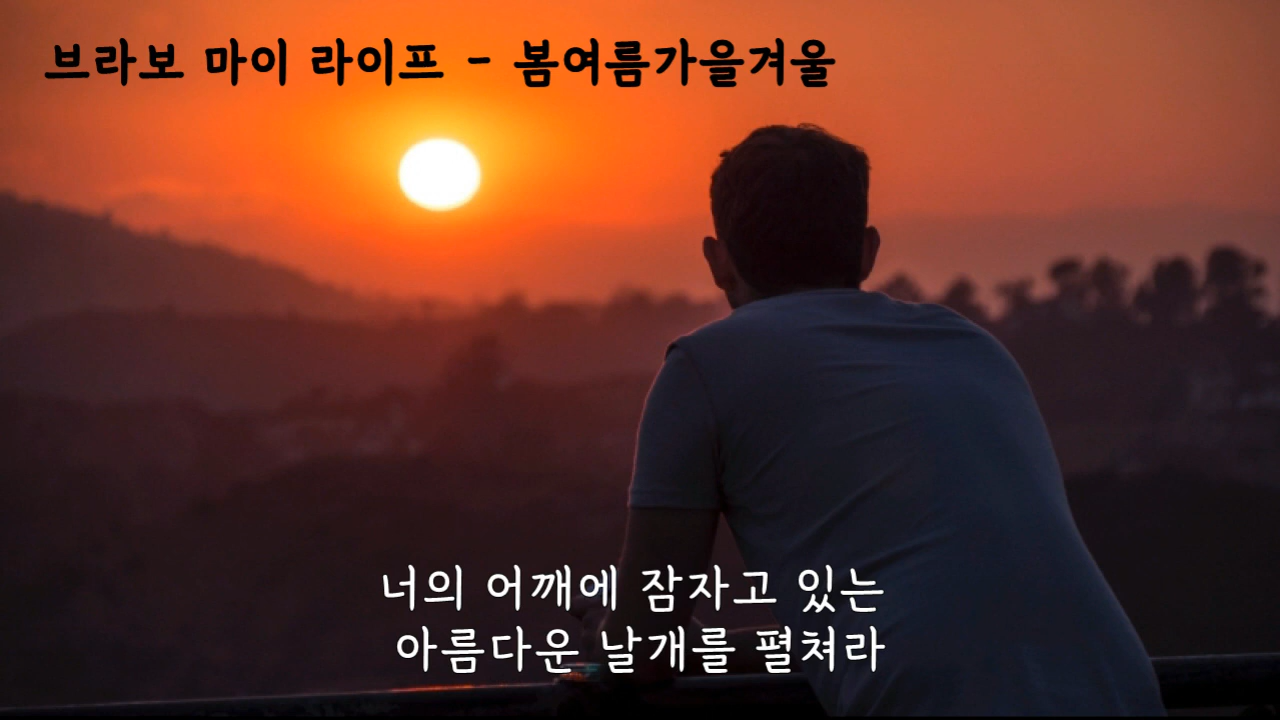 브라보 마이 라이프 - 봄여름가을겨울
너의 어깨에 잠자고 있는
아름다운 날개를 펼쳐라